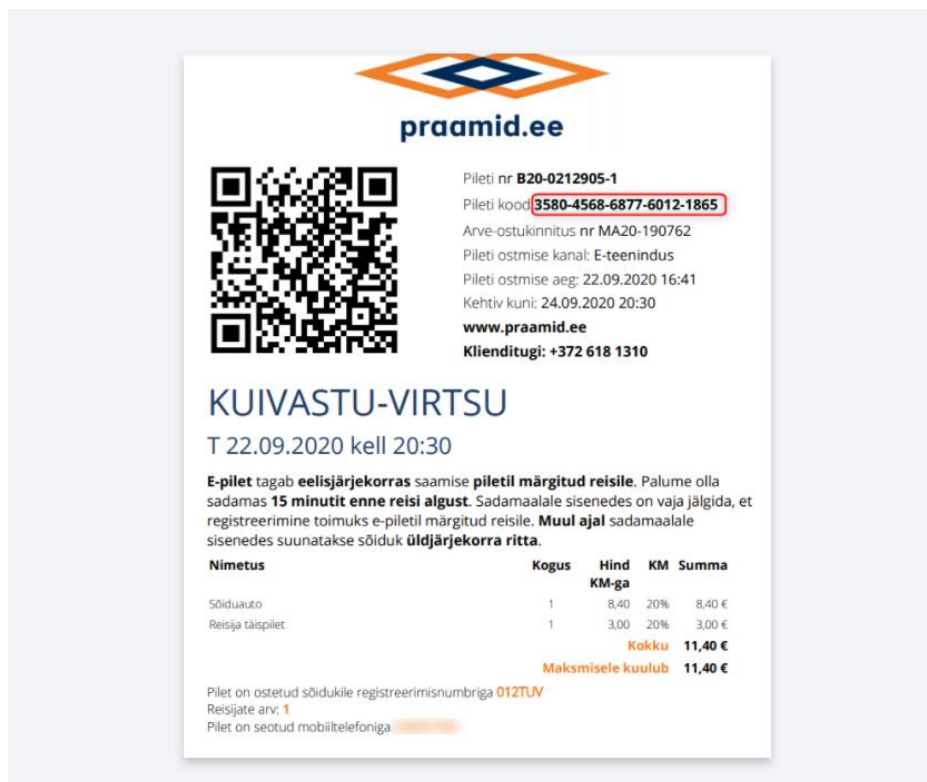 praamid.ee
Pileti nr B20-0212905-1
Pileti kood 3580-4568-6877-6012-1865
Arve-ostukinnitus nr MA20-190762
Pileti ostmise kanal: E-teenindus
Pileti ostmise aeg: 22.09.2020 16:41
Kehtiv kuni: 24.09.2020 20:30
www.praamid.ee
Klienditugi: +372 618 1310
KUIVASTU-VIRTSU
T 22.09.2020 kell 20:30
E-pilet tagab eelisjärjekorras saamise piletil märgitud reisile. Palume olla
sadamas 15 minutit enne reisi algust. Sadamaalale sisenedes on vaja jälgida, et
registreerimine toimuks e-piletil märgitud reisile. Muul ajal sadamaalale
sisenedes suunatakse sõiduk üldjärjekorra ritta.
Nimetus Kogus Hind KM Summa
KM-ga
Sõiduauto 1 8,40 20% 8,40 €
Reisija täispilet 1 3,00 20% 3,00 €
Kokku 11,40 €
Maksmisele kuulub 11,40 €
Pilet on ostetud sõidukile registreerimisnumbriga 012TUV
Reisijate arv: 1
Pilet on seotud mobiiltelefoniga